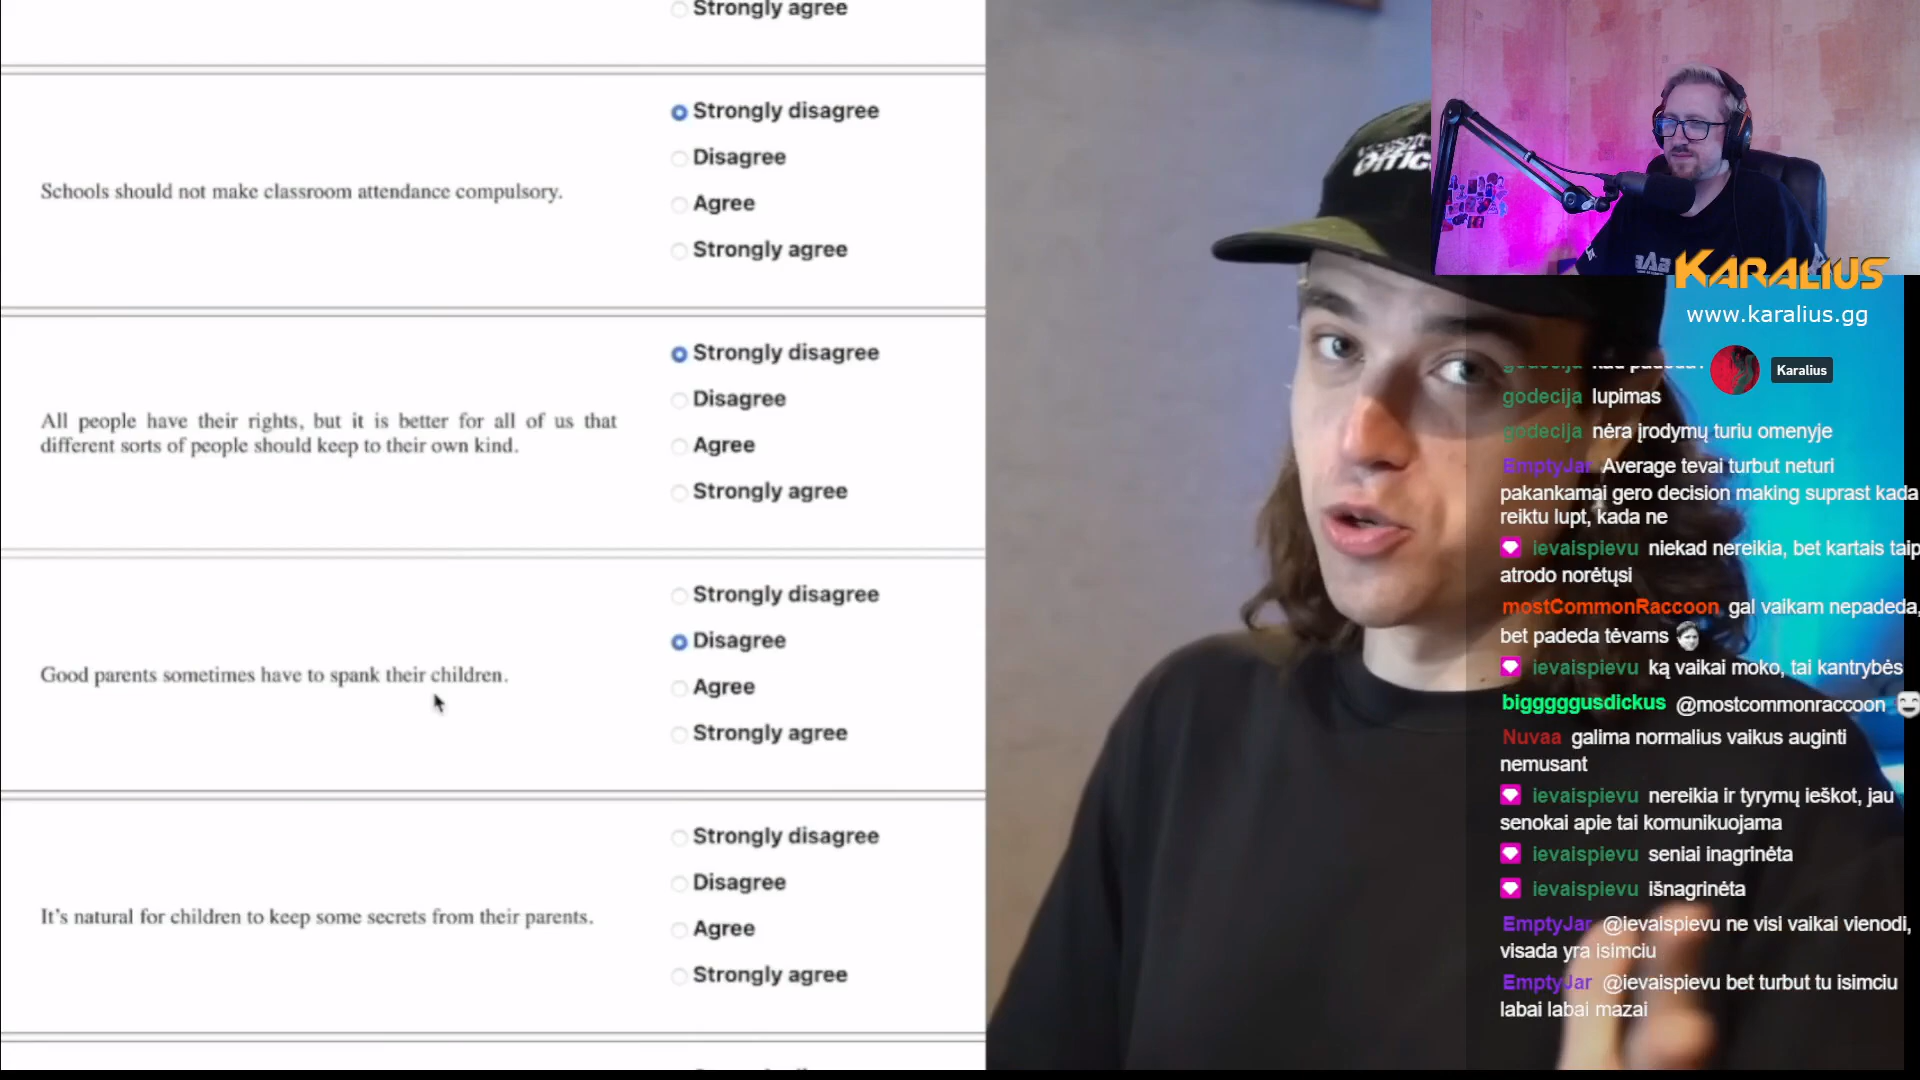 Strongly agree
Schools should not make classroom attendance compulsory.
Strongly disagree
Disagree
Agree
Strongly agree
All people have their rights, but it is better for all of us that
different sorts of people should keep to their own kind.
Strongly disagree
Disagree
Agree
Strongly agree
Good parents sometimes have to spank their children.
Strongly disagree
Disagree
Agree
Strongly agree
It's natural for children to keep some secrets from their parents.
Strongly disagree
Disagree
Agree
Strongly agree
KARALIUS
www.karalius.gg
Karalius
godecija lupimas
godecija nėra įrodymų turiu omenyje
EmptyJar Average tevai turbut neturi
pakankamai gero decision making suprast kada
reiktu lupt, kada ne
ievaispievu niekad nereikia, bet kartais taip
atrodo norėtųsi
mostCommonRaccoon gal vaikam nepadeda,
bet padeda tėvams
ievaispievu ką vaikai moko, tai kantrybės
bigggggusdickus @mostcommonraccoon
Nuvaa galima normalius vaikus auginti
nemusant
ievaispievu nereikia ir tyrymų ieškot, jau
senokai apie tai komunikuojama
ievaispievu seniai inagrinėta
ievaispievu išnagrinėta
EmptyJar @ievaispievu ne visi vaikai vienodi,
visada yra isimciu
EmptyJar @ievaispievu bet turbut tu isimciu
labai labai mazai